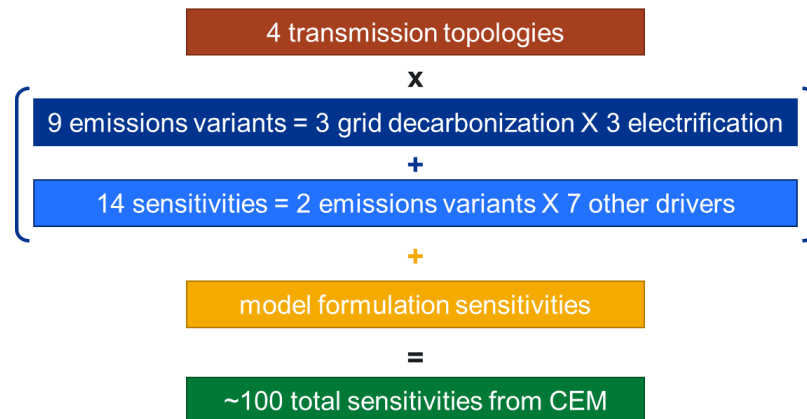 4 transmission topologies
x
9 emissions variants = 3 grid decarbonization X 3 electrification
+
14 sensitivities = 2 emissions variants X 7 other drivers
+
model formulation sensitivities
=
~100 total sensitivities from CEM